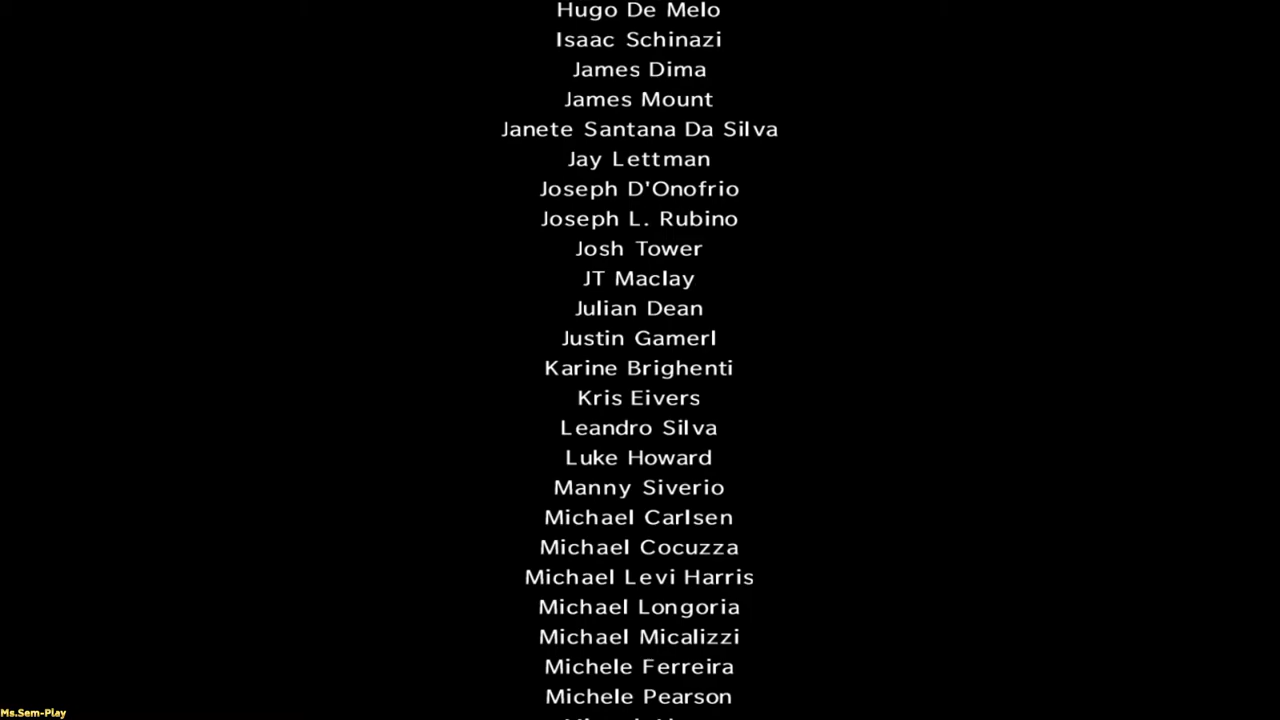 Hugo De Melo
Isaac Schinazi
James Dima
James Mount
Janete Santana Da Silva
Jay Lettman
Joseph D'Onofrio
Joseph L. Rubino
Josh Tower
JT Maclay
Julian Dean
Justin Gamerl
Karine Brighenti
Kris Eivers
Leandro Silva
Luke Howard
Manny Siverio
Michael Carlsen
Michael Cocuzza
Michael Levi Harris
Michael Longoria
Michael Micalizzi
Michele Ferreira
Michele Pearson
Ms.Sem-Play